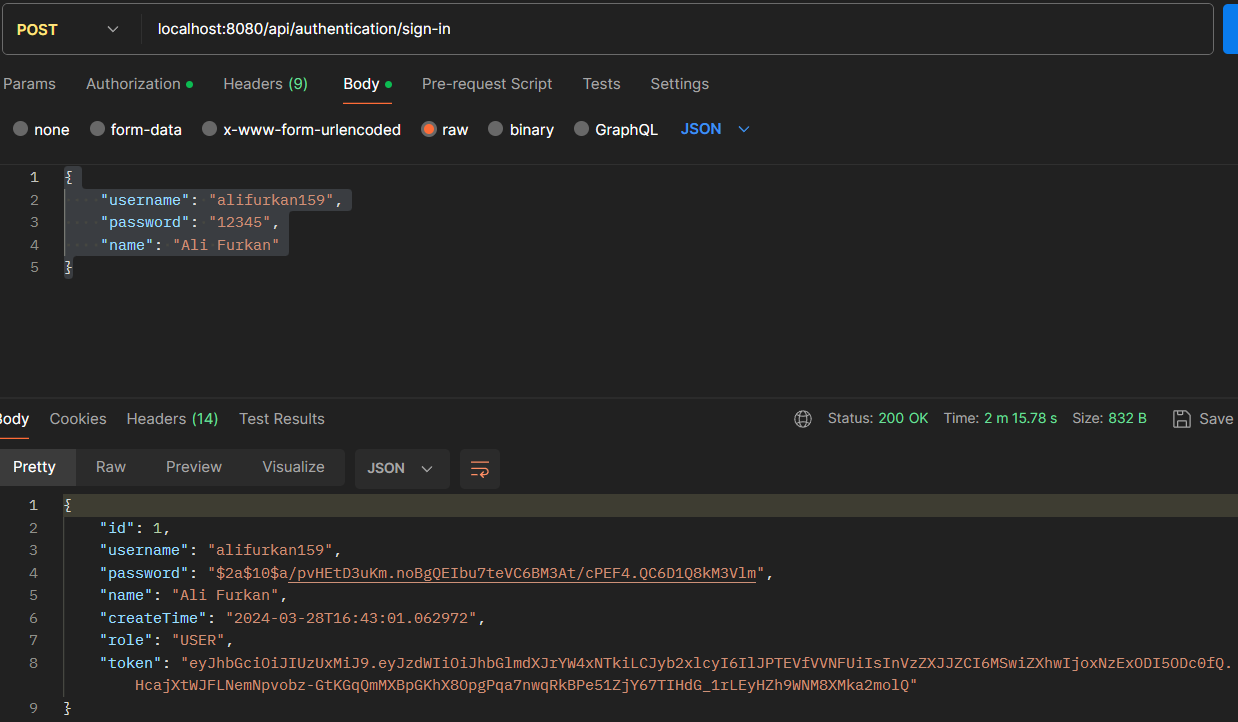 POST localhost:8080/api/authentication/sign-in
Params Authorization Headers (9) Body Pre-request Script Tests Settings
none form-data x-www-form-urlencoded raw binary GraphQL JSON
1 {
2 "username": "alifurkan159",
3 "password": "12345",
4 "name": "Ali Furkan"
5 }
Body Cookies Headers (14) Test Results Status: 200 OK Time: 2 m 15.78 s Size: 832 B Save
Pretty Raw Preview Visualize JSON
1 {
2 "id": 1,
3 "username": "alifurkan159",
4 "password": "$2a$10$a/pvHEtD3uKm.noBgQEIbu7teVC6BM3At/cPEF4.QC6D1Q8kM3Vlm",
5 "name": "Ali Furkan",
6 "createTime": "2024-03-28T16:43:01.062972",
7 "role": "USER",
8 "token": "eyJhbGciOiJIUzUxMiJ9.eyJzdWIiOiJhbGlmdXJrYW4xNTkiLCJyb2xlcyI6IlJPTEVfVVNFUiIsInVzZXJJZCI6MSwiZXhwIjoxNzExODI5ODc0fQ.
HcajXtWJFLNemNpvobz-GtKGqQmMXBpGKhX8OpgPqa7nwqRkBPe51ZjY67TIHdG_1rLEyHZh9WNM8XMka2molQ"
9 }